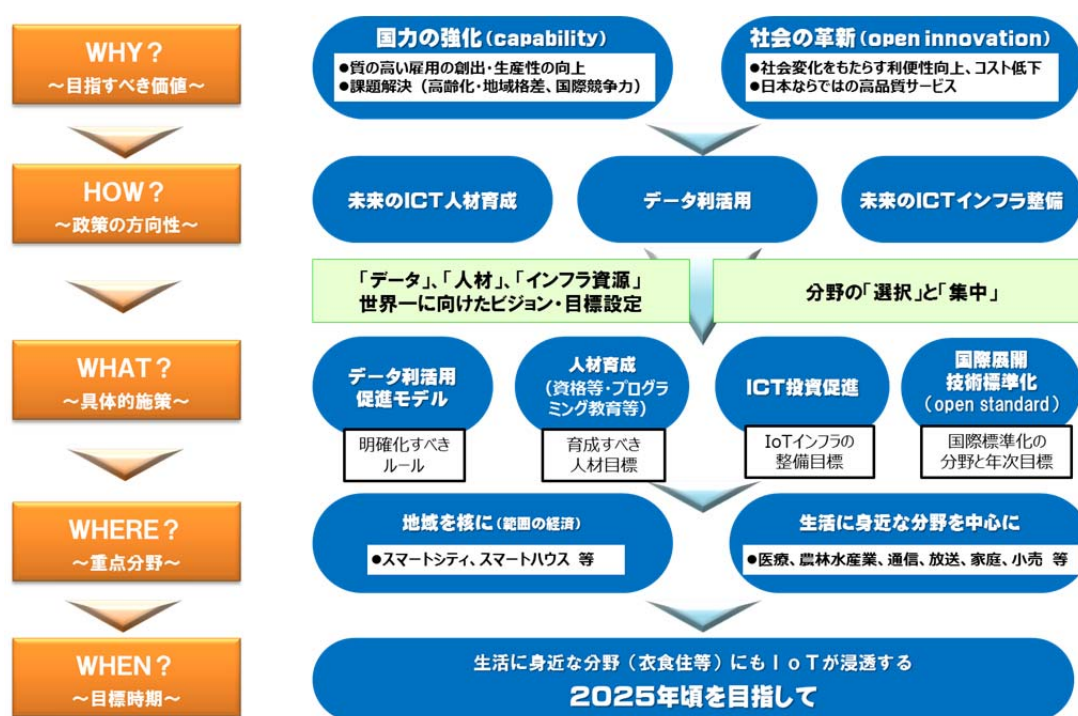 WHY?
~目指すべき価値~
国力の強化(capability)
●質の高い雇用の創出・生産性の向上
●課題解決(高齢化・地域格差、国際競争力)
社会の革新(open innovation)
●社会変化をもたらす利便性向上、コスト低下
●日本ならではの高品質サービス
HOW?
~政策の方向性~
未来のICT人材育成
データ利活用
未来のICTインフラ整備
「データ」、「人材」、「インフラ資源」
世界一に向けたビジョン・目標設定
分野の「選択」と「集中」
WHAT?
~具体的施策~
データ利活用
促進モデル
明確化すべき
ルール
人材育成
(資格等・プログラ
ミング教育等)
育成すべき
人材目標
ICT投資促進
IoTインフラの
整備目標
国際展開
技術標準化
(open standard)
国際標準化の
分野と年次目標
WHERE?
~重点分野~
地域を核に(範囲の経済)
●スマートシティ、スマートハウス 等
生活に身近な分野を中心に
●医療、農林水産業、通信、放送、家庭、小売 等
WHEN?
~目標時期~
生活に身近な分野(衣食住等)にもIoTが浸透する
2025年頃を目指して